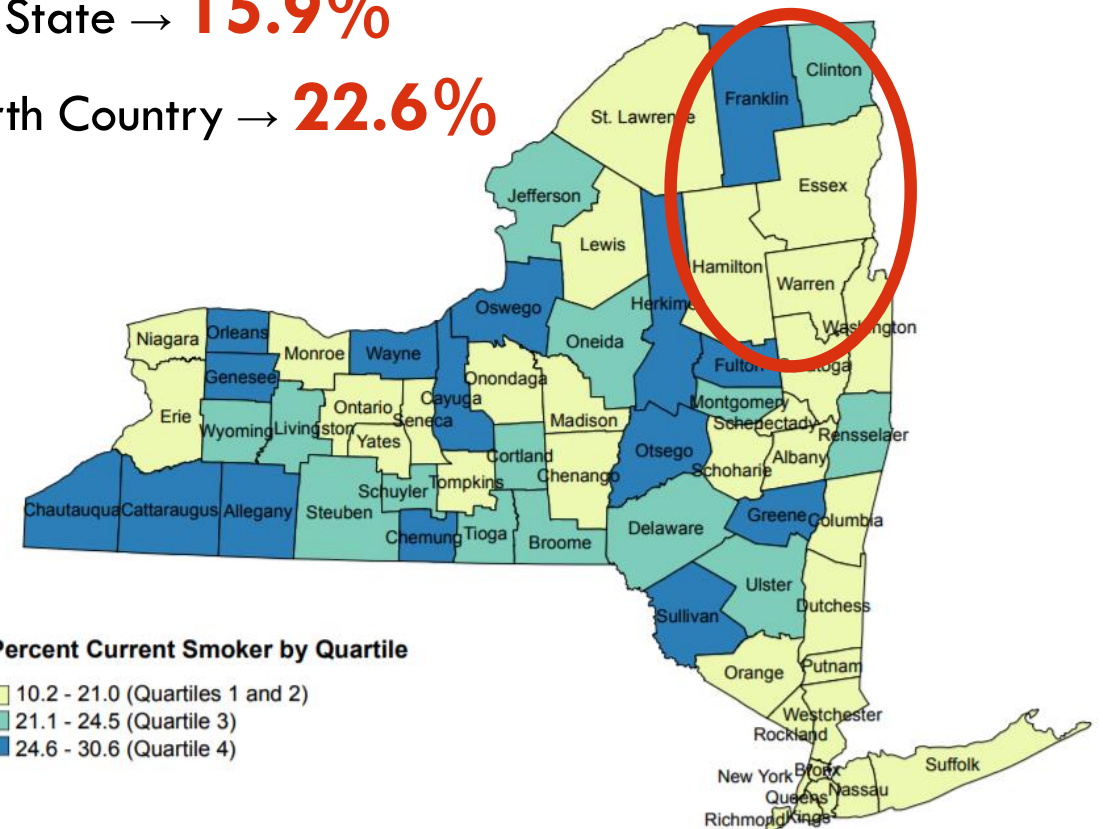 State → 15.9%
rth Country → 22.6%
Clinton
Franklin
St. Lawrence
Essex
Jefferson
Lewis
Hamilton
Warren
Herkimer
Oswego
Washington
Orleans
Niagara
Oneida
Monroe
Wayne
Fulton
Saratoga
Genesee
Onondaga
Cayuga
Montgomery
Ontario
Erie
Seneca
Madison
Schenectady
Wyoming
Livingston
Rensselaer
Yates
Otsego
Cortland
Albany
Schoharie
Chenango
Tompkins
Schuyler
Chautauqua
Cattaraugus
Allegany
Steuben
Greene
Columbia
Delaware
Chemung
Tioga
Broome
Ulster
Dutchess
Sullivan
Percent Current Smoker by Quartile
Putnam
Orange
10.2 - 21.0 (Quartiles 1 and 2)
21.1 - 24.5 (Quartile 3)
24.6 - 30.6 (Quartile 4)
Westchester
Rockland
Suffolk
Bronx
New York
Nassau
Queens
Kings
Richmond